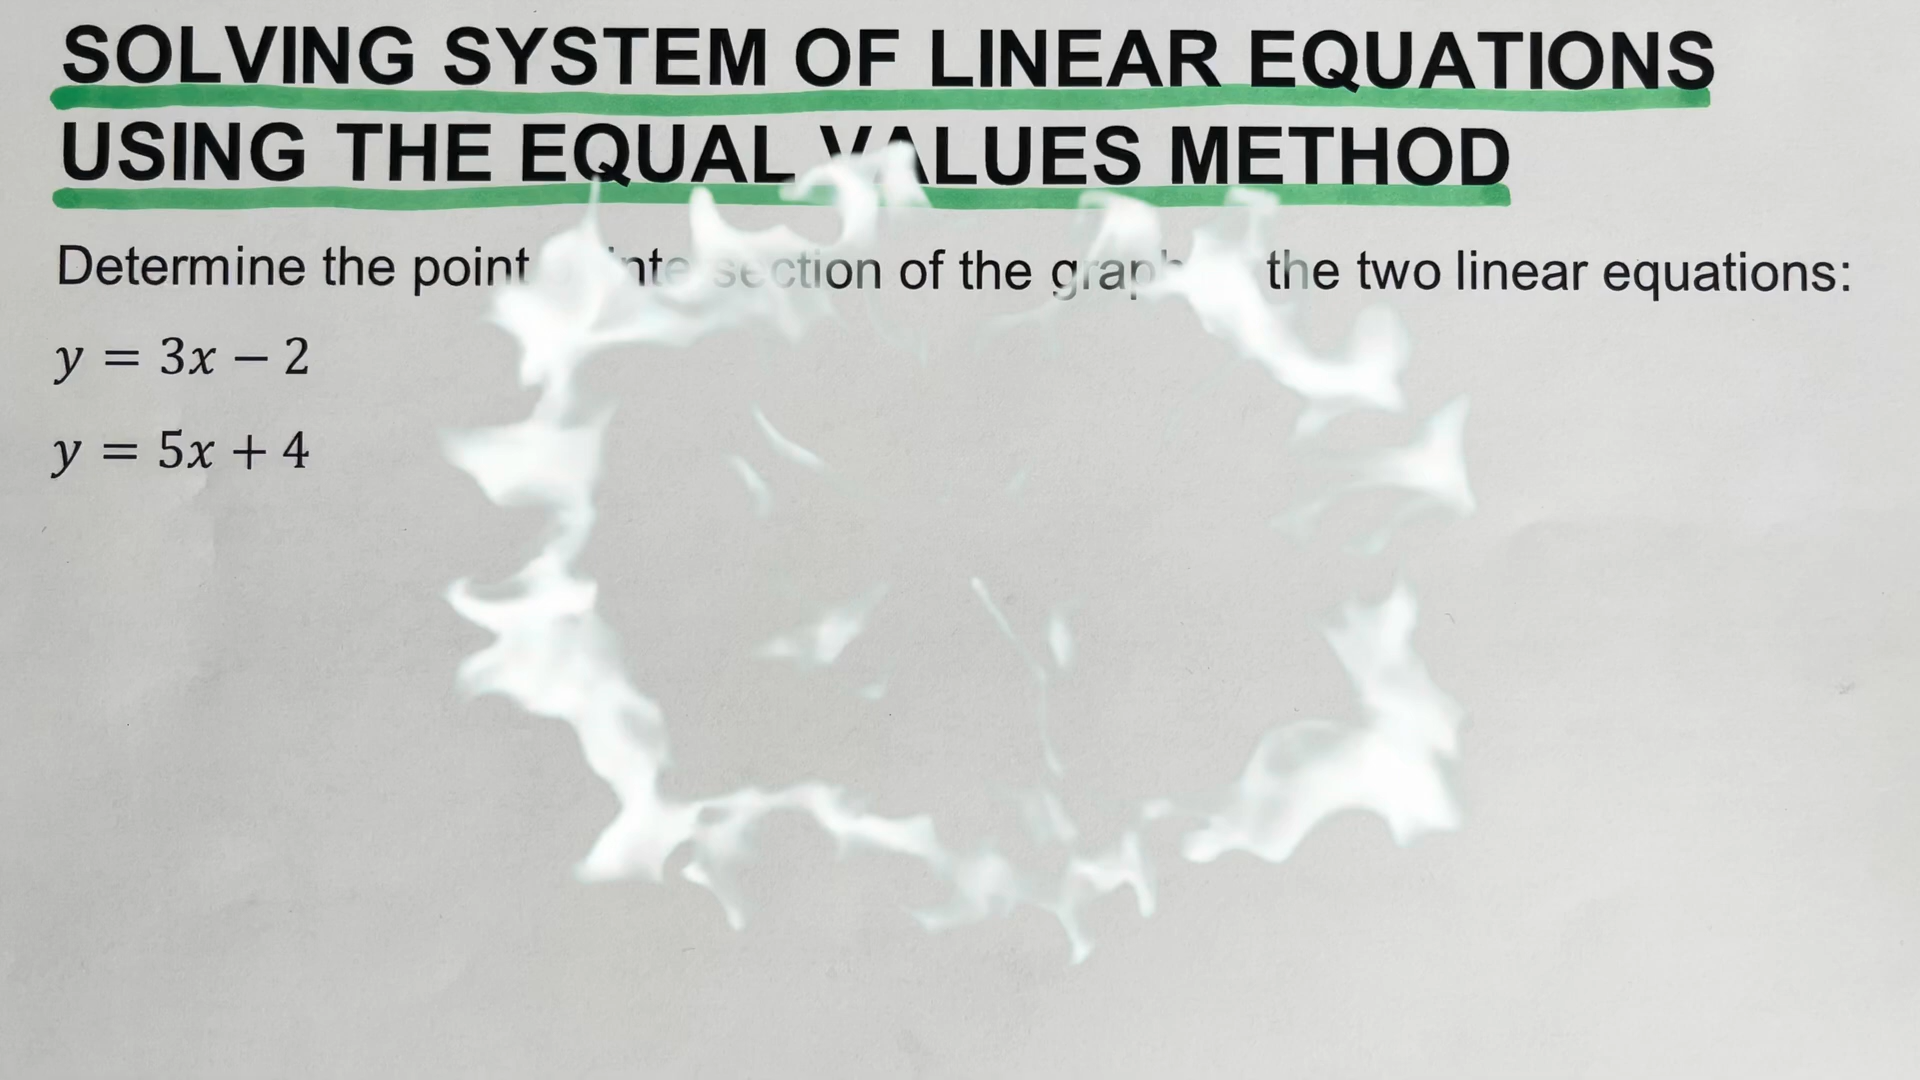 SOLVING SYSTEM OF LINEAR EQUATIONS
USING THE EQUAL VALUES METHOD
Determine the point intersection of the the two linear equations:
y = 3x − 2
y = 5x + 4